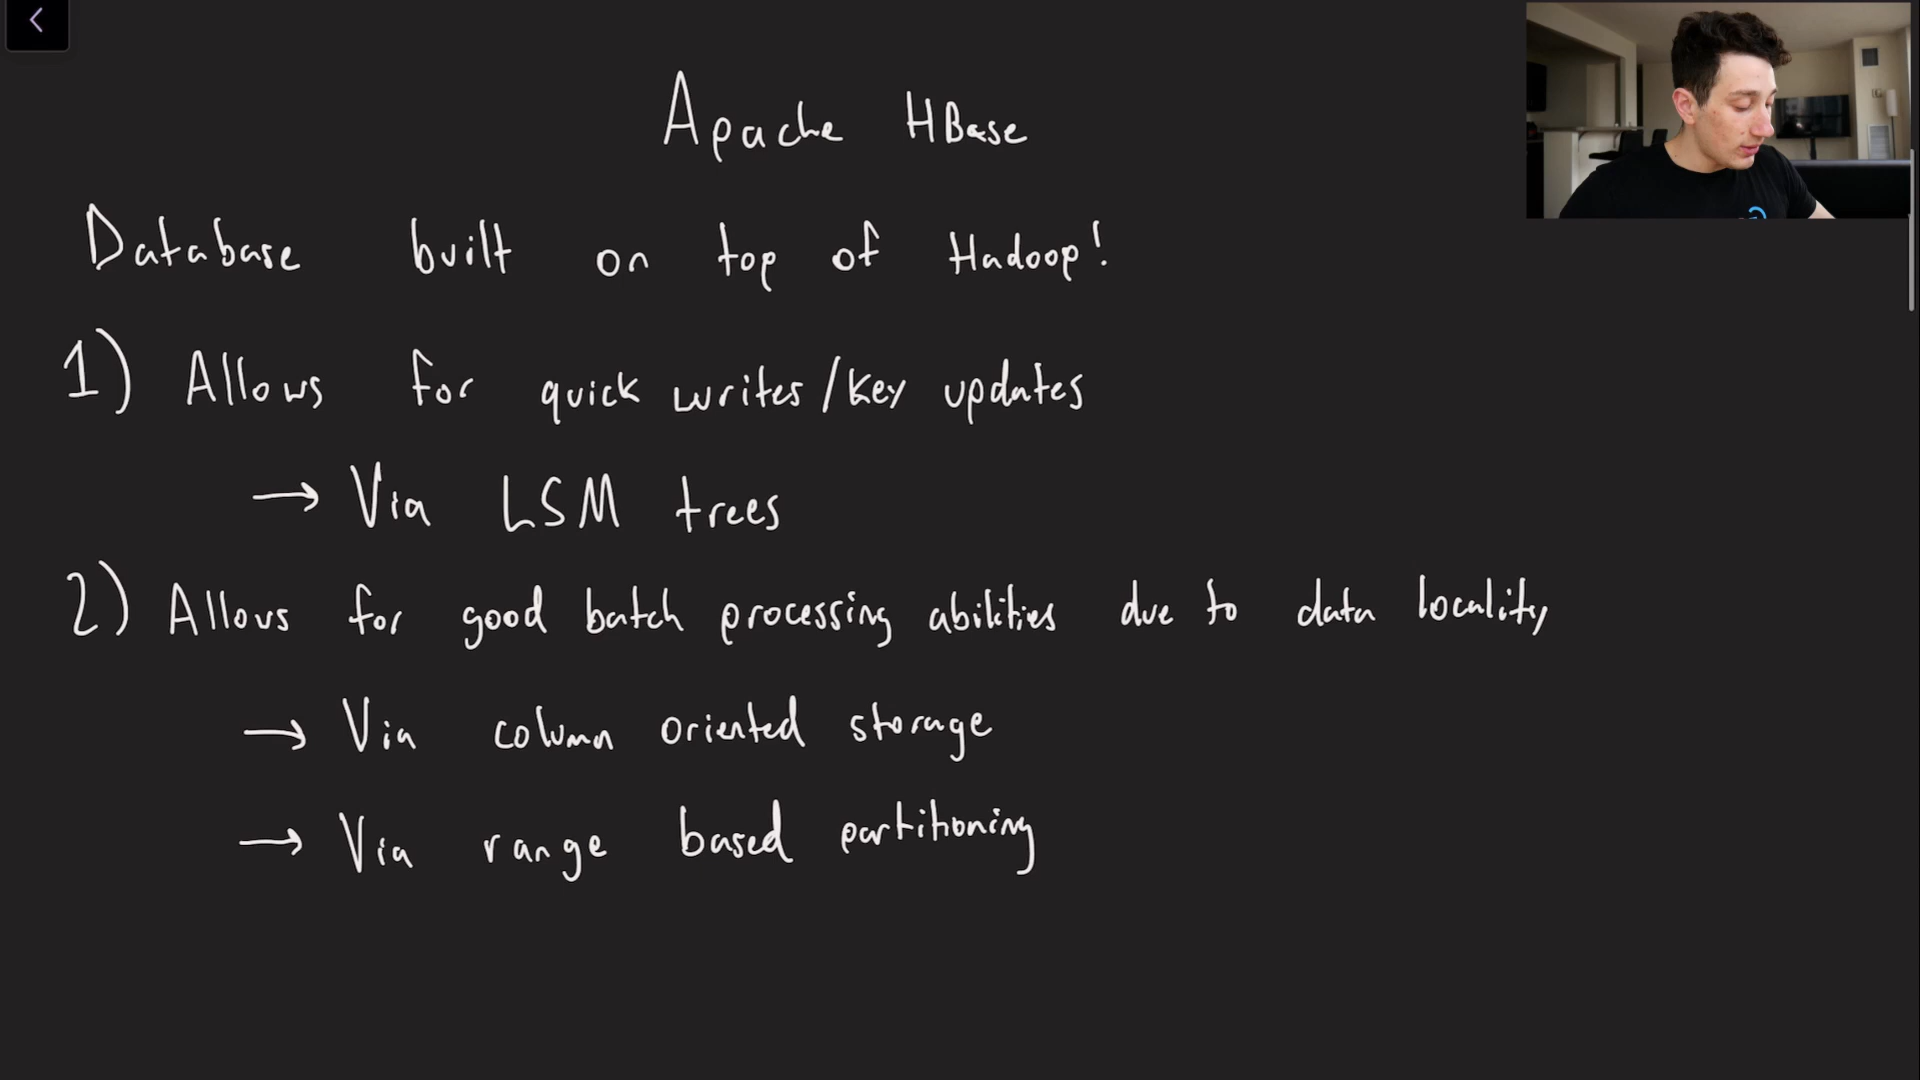 Apache HBase
Database built on top of Hadoop!
1) Allows for quick writes/key updates
→ Via LSM trees
2) Allows for good batch processing abilities due to data locality
→ Via column oriented storage
→ Via range based partitioning